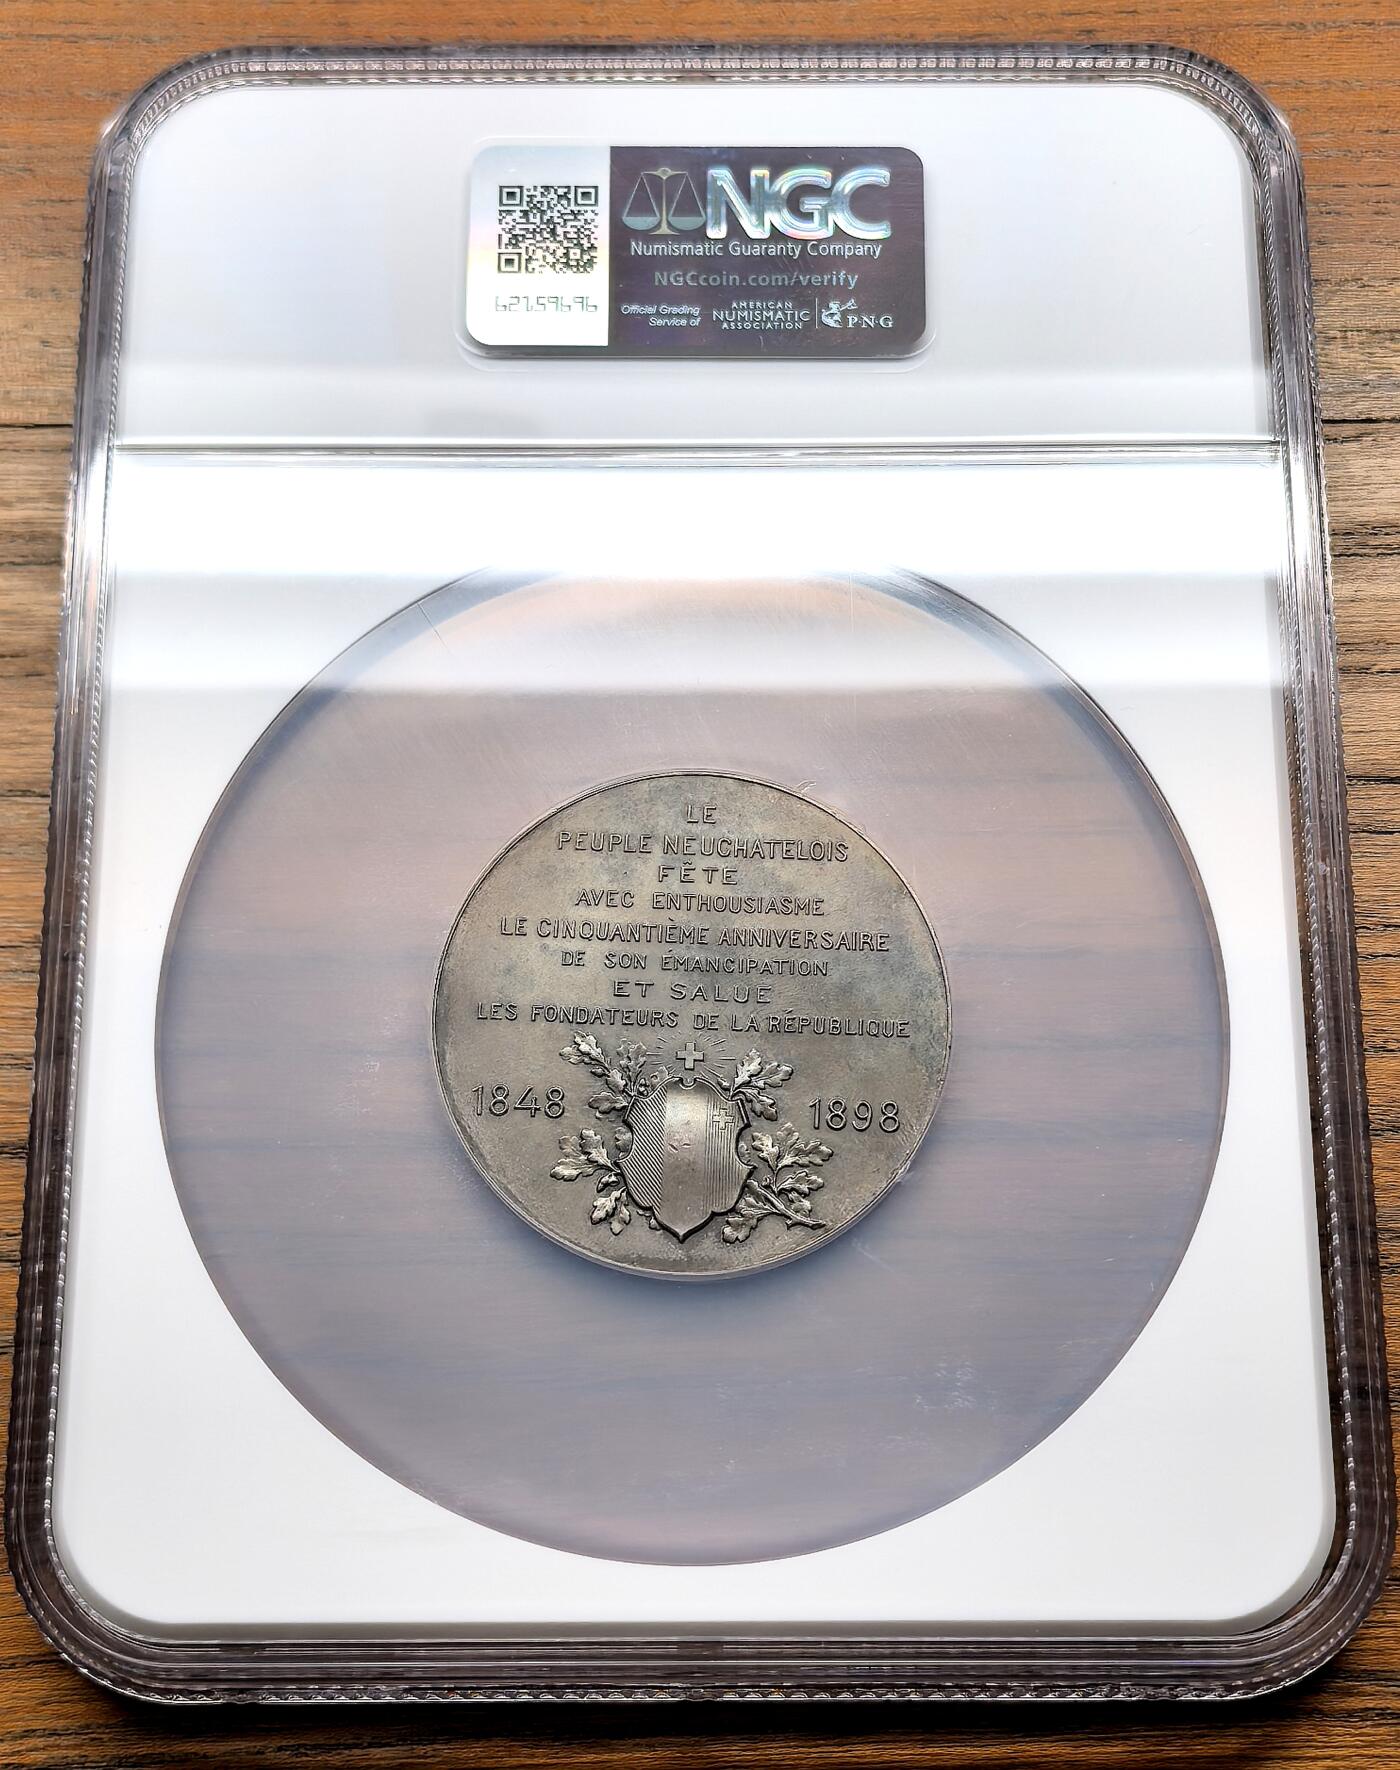 NGC
Numismatic Guaranty Company
NGCcoin.com/verify
Official Grading Service of
AMERICAN NUMISMATIC ASSOCIATION
PNG
LE
PEUPLE NEUCHATELOIS
FÊTE
AVEC ENTHOUSIASME
LE CINQUANTIÈME ANNIVERSAIRE
DE SON ÉMANCIPATION
ET SALUE
LES FONDATEURS DE LA RÉPUBLIQUE
1848 1898